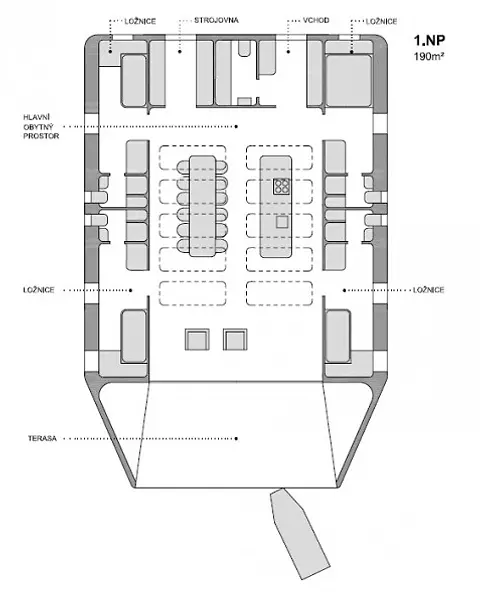 LOŽNICE
STROJOVNA
VCHOD
LOŽNICE
1.NP
190m²
HLAVNÍ
OBYTNÝ
PROSTOR
LOŽNICE
LOŽNICE
TERASA